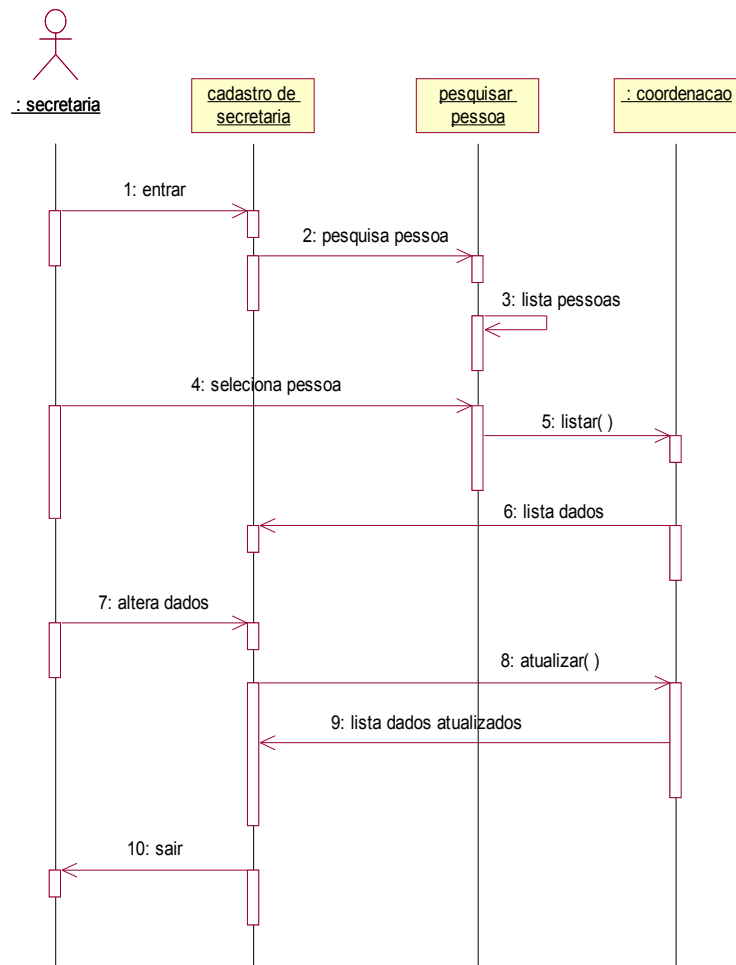 : secretaria
cadastro de
secretaria
pesquisar
pessoa
: coordenacao
1: entrar
2: pesquisa pessoa
3: lista pessoas
4: seleciona pessoa
5: listar( )
6: lista dados
7: altera dados
8: atualizar( )
9: lista dados atualizados
10: sair